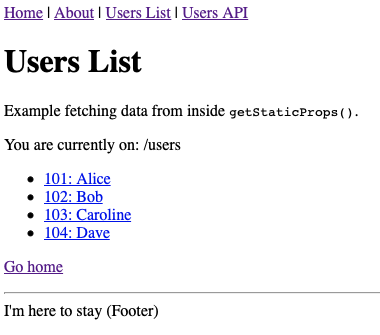 Home | About | Users List | Users API
Users List
Example fetching data from inside getStaticProps().
You are currently on: /users
• 101: Alice
• 102: Bob
• 103: Caroline
• 104: Dave
Go home
I'm here to stay (Footer)